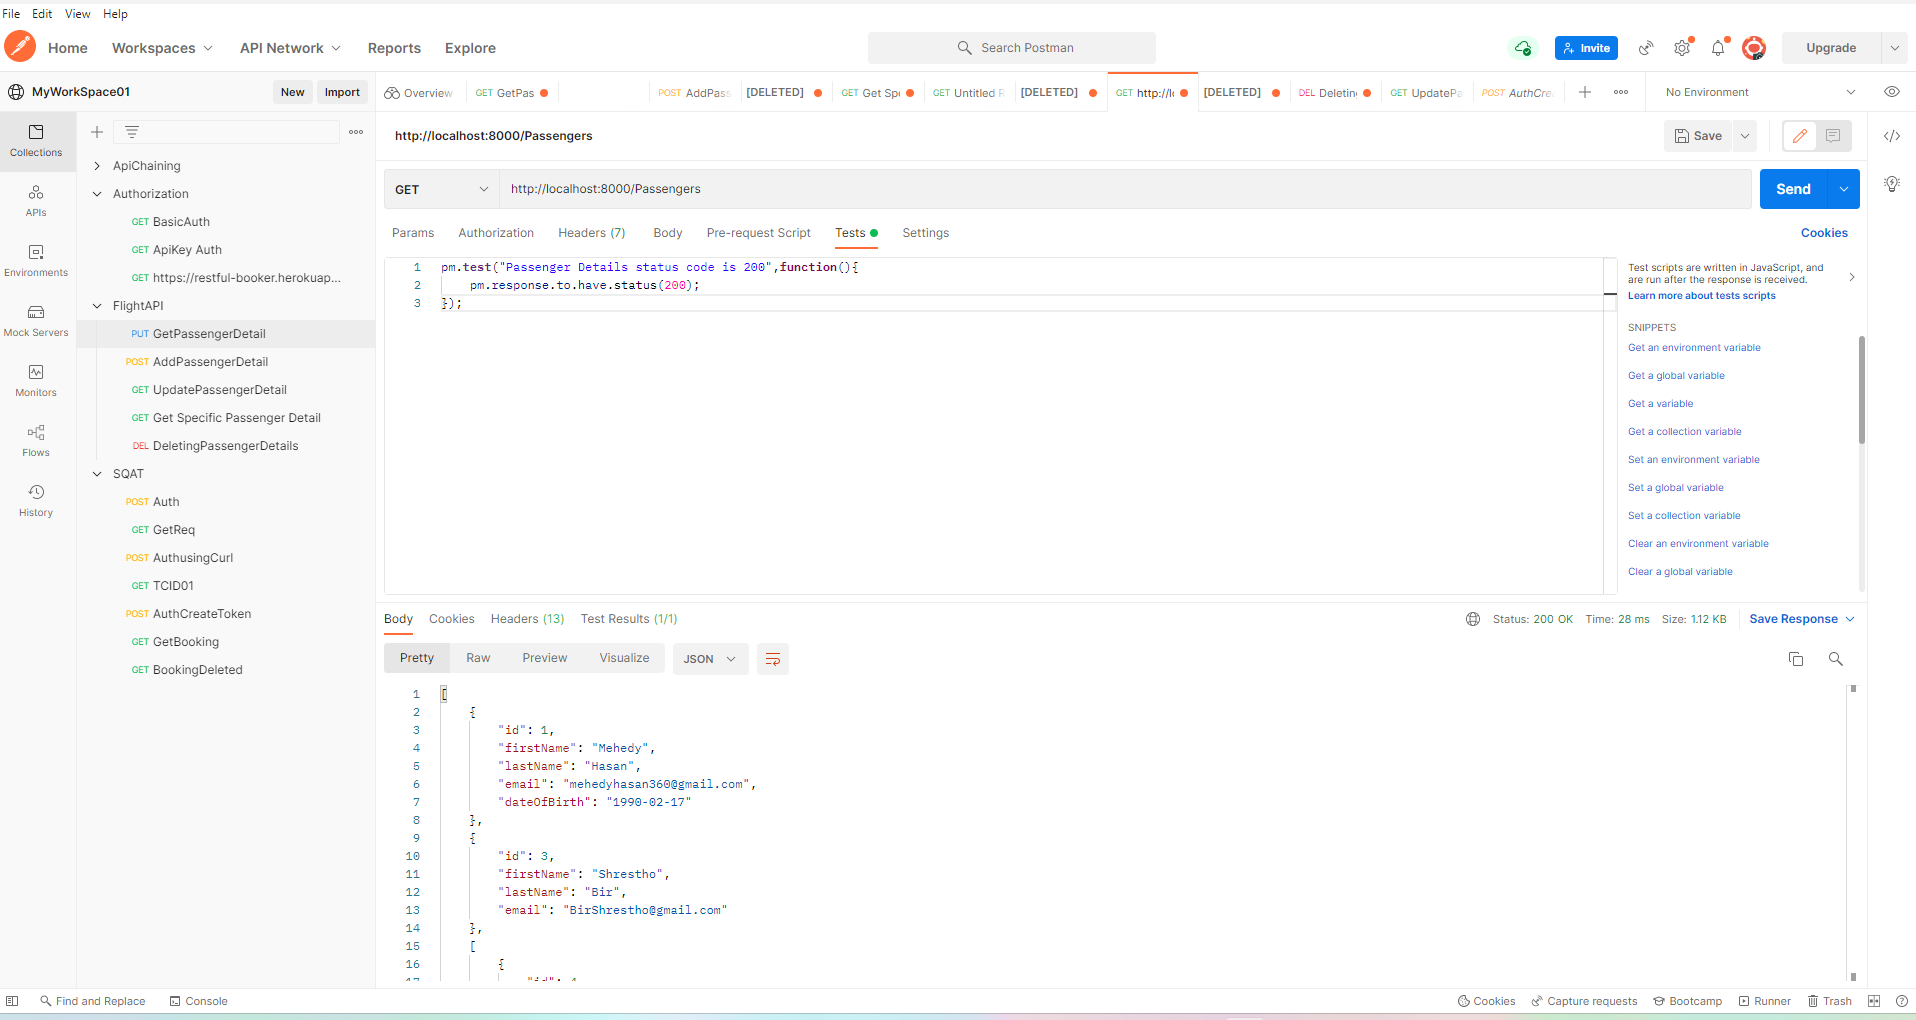 File Edit View Help
Home Workspaces API Network Reports Explore Search Postman Invite Upgrade
MyWorkSpace01 New Import Overview GET GetPas POST AddPass [DELETED] GET Get Spe GET Untitled R [DELETED] GET http://lo [DELETED] DEL Deleting GET UpdatePa POST AuthCre No Environment
Collections
APIs
Environments
Mock Servers
Monitors
Flows
History
ApiChaining
Authorization
GET BasicAuth
GET ApiKey Auth
GET https://restful-booker.herokuap...
FlightAPI
PUT GetPassengerDetail
POST AddPassengerDetail
GET UpdatePassengerDetail
GET Get Specific Passenger Detail
DEL DeletingPassengerDetails
SQAT
POST Auth
GET GetReq
POST AuthusingCurl
GET TCID01
POST AuthCreateToken
GET GetBooking
GET BookingDeleted
http://localhost:8000/Passengers Save
GET http://localhost:8000/Passengers Send
Params Authorization Headers (7) Body Pre-request Script Tests Settings Cookies
1 pm.test("Passenger Details status code is 200",function(){
2 pm.response.to.have.status(200);
3 });
Test scripts are written in JavaScript, and
are run after the response is received.
Learn more about tests scripts
SNIPPETS
Get an environment variable
Get a global variable
Get a variable
Get a collection variable
Set an environment variable
Set a global variable
Set a collection variable
Clear an environment variable
Clear a global variable
Body Cookies Headers (13) Test Results (1/1) Status: 200 OK Time: 28 ms Size: 1.12 KB Save Response
Pretty Raw Preview Visualize JSON
1 [
2 {
3 "id": 1,
4 "firstName": "Mehedy",
5 "lastName": "Hasan",
6 "email": "mehedyhasan360@gmail.com",
7 "dateOfBirth": "1990-02-17"
8 },
9 {
10 "id": 3,
11 "firstName": "Shrestho",
12 "lastName": "Bir",
13 "email": "BirShrestho@gmail.com"
14 },
15 [
16 {
17 "id":
Find and Replace Console Cookies Capture requests Bootcamp Runner Trash